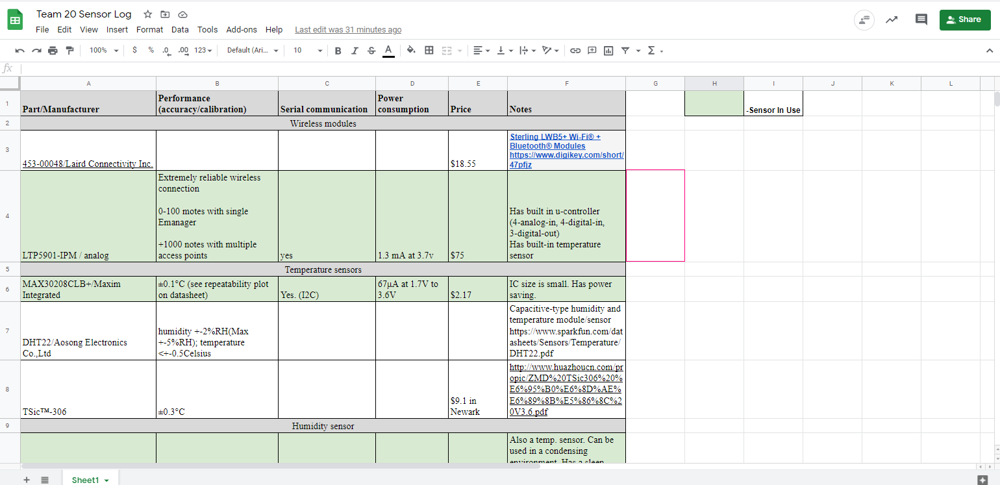 Team 20 Sensor Log
File Edit View Insert Format Data Tools Add-ons Help Last edit was 31 minutes ago
Share
100% $ % .0 .00 123 Default (Ari... 10 B I S A Σ
fx
A B C D E F G H I J K L
1
Part/Manufacturer
Performance
(accuracy/calibration)
Serial communication
Power
consumption
Price
Notes
-Sensor In Use
2
Wireless modules
3
453-00048/Laird Connectivity Inc.
$18.55
Sterling LWB5+ Wi-Fi® +
Bluetooth® Modules
https://www.digikey.com/short/
47pfjz
4
LTP5901-IPM / analog
Extremely reliable wireless
connection
0-100 motes with single
Emanager
+1000 notes with multiple
access points
yes
1.3 mA at 3.7v
$75
Has built in u-controller
(4-analog-in, 4-digital-in,
3-digital-out)
Has built-in temperature
sensor
5
Temperature sensors
6
MAX30208CLB+/Maxim
Integrated
±0.1°C (see repeatability plot
on datasheet)
Yes. (I2C)
67µA at 1.7V to
3.6V
$2.17
IC size is small. Has power
saving.
7
DHT22/Aosong Electronics
Co.,Ltd
humidity +-2%RH(Max
+-5%RH); temperature
<+-0.5Celsius
Capacitive-type humidity and
temperature module/sensor
https://www.sparkfun.com/dat
asheets/Sensors/Temperature/
DHT22.pdf
8
TSic™-306
±0.3°C
$9.1 in
Newark
http://www.huazhoucn.com/pr
opic/ZMD%20TSic306%20%
E6%95%B0%E6%8D%AE%
E6%89%8B%E5%86%8C%2
0V3.6.pdf
9
Humidity sensor
Also a temp. sensor. Can be
used in a condensing
environment. Has a sleep
Sheet1